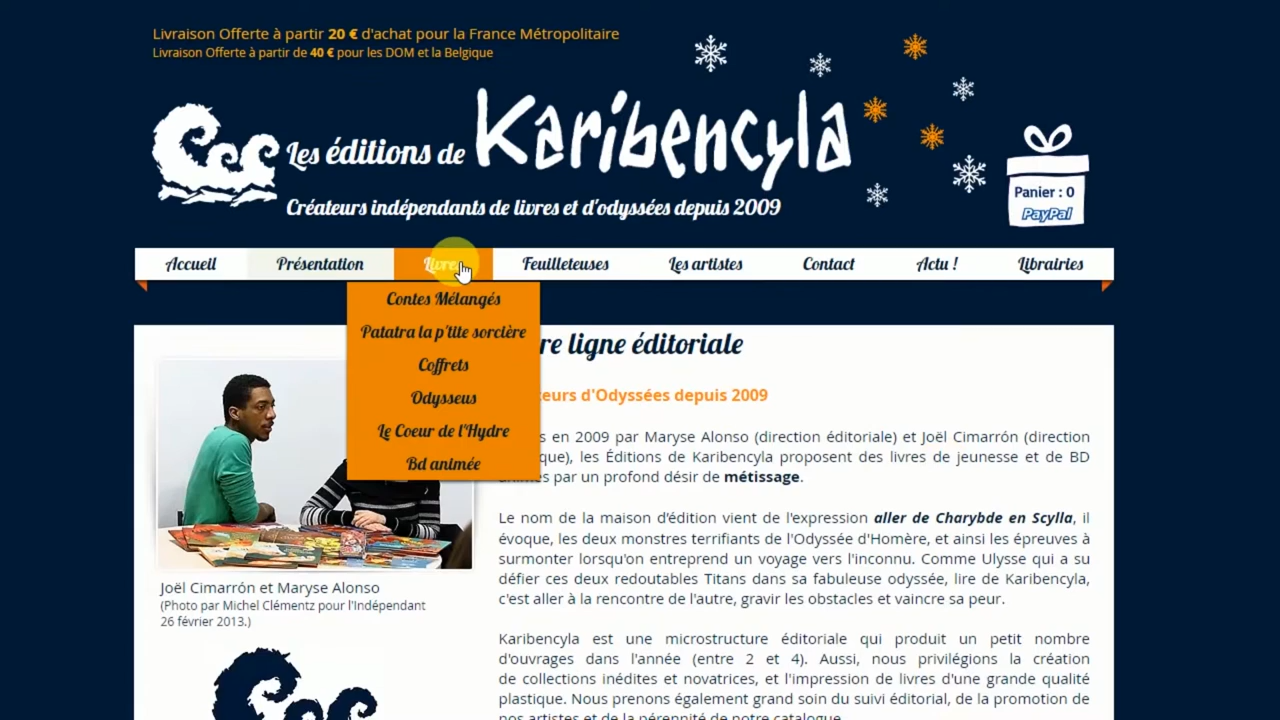 Livraison Offerte à partir 20 € d'achat pour la France Métropolitaire
Livraison Offerte à partir de 40 € pour les DOM et la Belgique
Les éditions de Karibencyla
Créateurs indépendants de livres et d'odyssées depuis 2009
Panier : 0
PayPal
Accueil Présentation Livres Feuilleteuses Les artistes Contact Actu ! Librairies
Contes Mélangés
Patatra la p'tite sorcière
Coffrets
Odysseus
Le Coeur de l'Hydre
Bd animée
re ligne éditoriale
teurs d'Odyssées depuis 2009
s en 2009 par Maryse Alonso (direction éditoriale) et Joël Cimarrón (direction
que), les Éditions de Karibencyla proposent des livres de jeunesse et de BD
animés par un profond désir de métissage.
Le nom de la maison d'édition vient de l'expression aller de Charybde en Scylla, il
évoque, les deux monstres terrifiants de l'Odyssée d'Homère, et ainsi les épreuves à
surmonter lorsqu'on entreprend un voyage vers l'inconnu. Comme Ulysse qui a su
défier ces deux redoutables Titans dans sa fabuleuse odyssée, lire de Karibencyla,
c'est aller à la rencontre de l'autre, gravir les obstacles et vaincre sa peur.
Karibencyla est une microstructure éditoriale qui produit un petit nombre
d'ouvrages dans l'année (entre 2 et 4). Aussi, nous privilégions la création
de collections inédites et novatrices, et l'impression de livres d'une grande qualité
plastique. Nous prenons également grand soin du suivi éditorial, de la promotion de
nos artistes et de la pérennité de notre catalogue.
Joël Cimarrón et Maryse Alonso
(Photo par Michel Clémentz pour l'Indépendant
26 février 2013.)